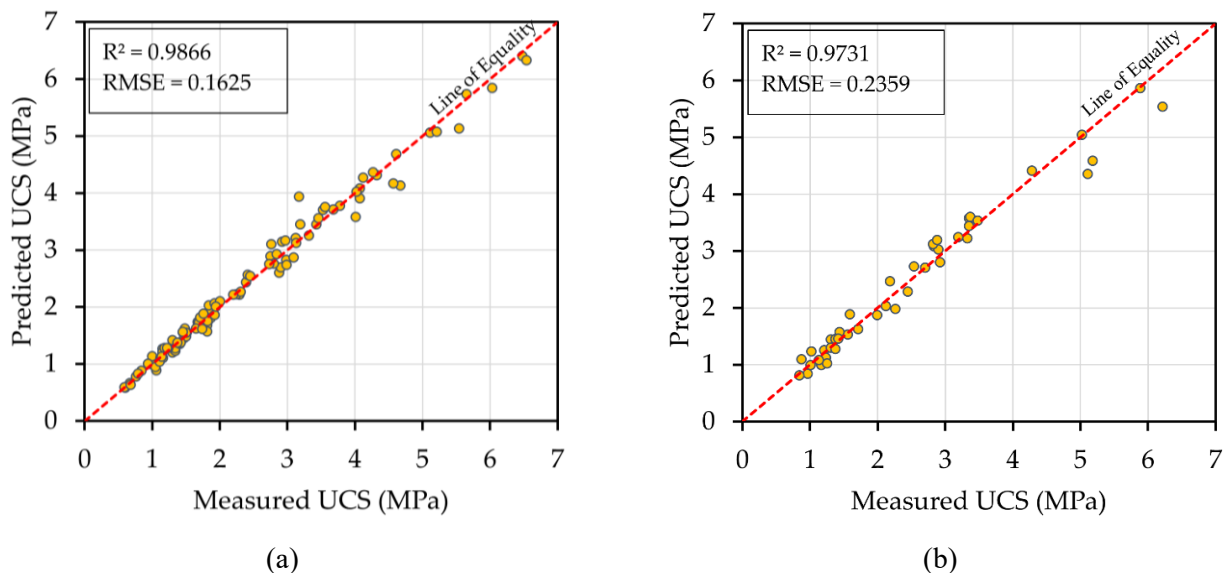 R² = 0.9866
RMSE = 0.1625
Line of Equality
Predicted UCS (MPa)
7
6
5
4
3
2
1
0
0 1 2 3 4 5 6 7
Measured UCS (MPa)
(a)
R² = 0.9731
RMSE = 0.2359
Line of Equality
Predicted UCS (MPa)
7
6
5
4
3
2
1
0
0 1 2 3 4 5 6 7
Measured UCS (MPa)
(b)